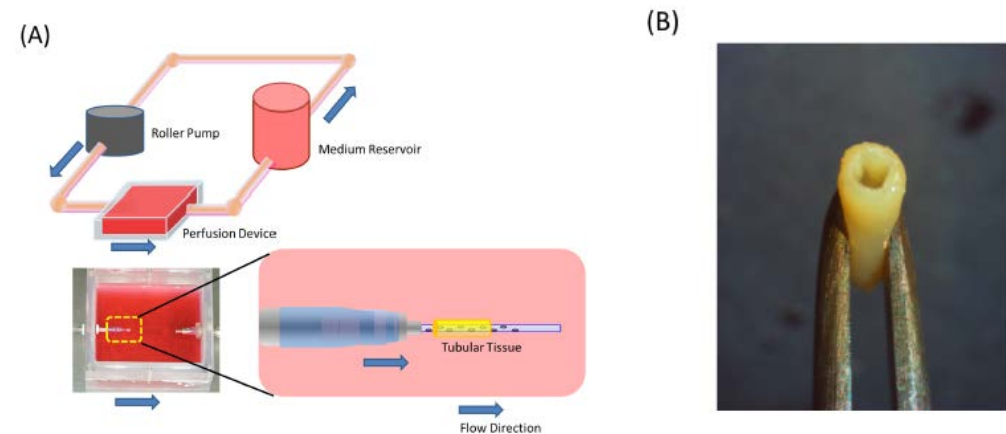 (A)
(B)
Roller Pump
Medium Reservoir
Perfusion Device
Tubular Tissue
Flow Direction